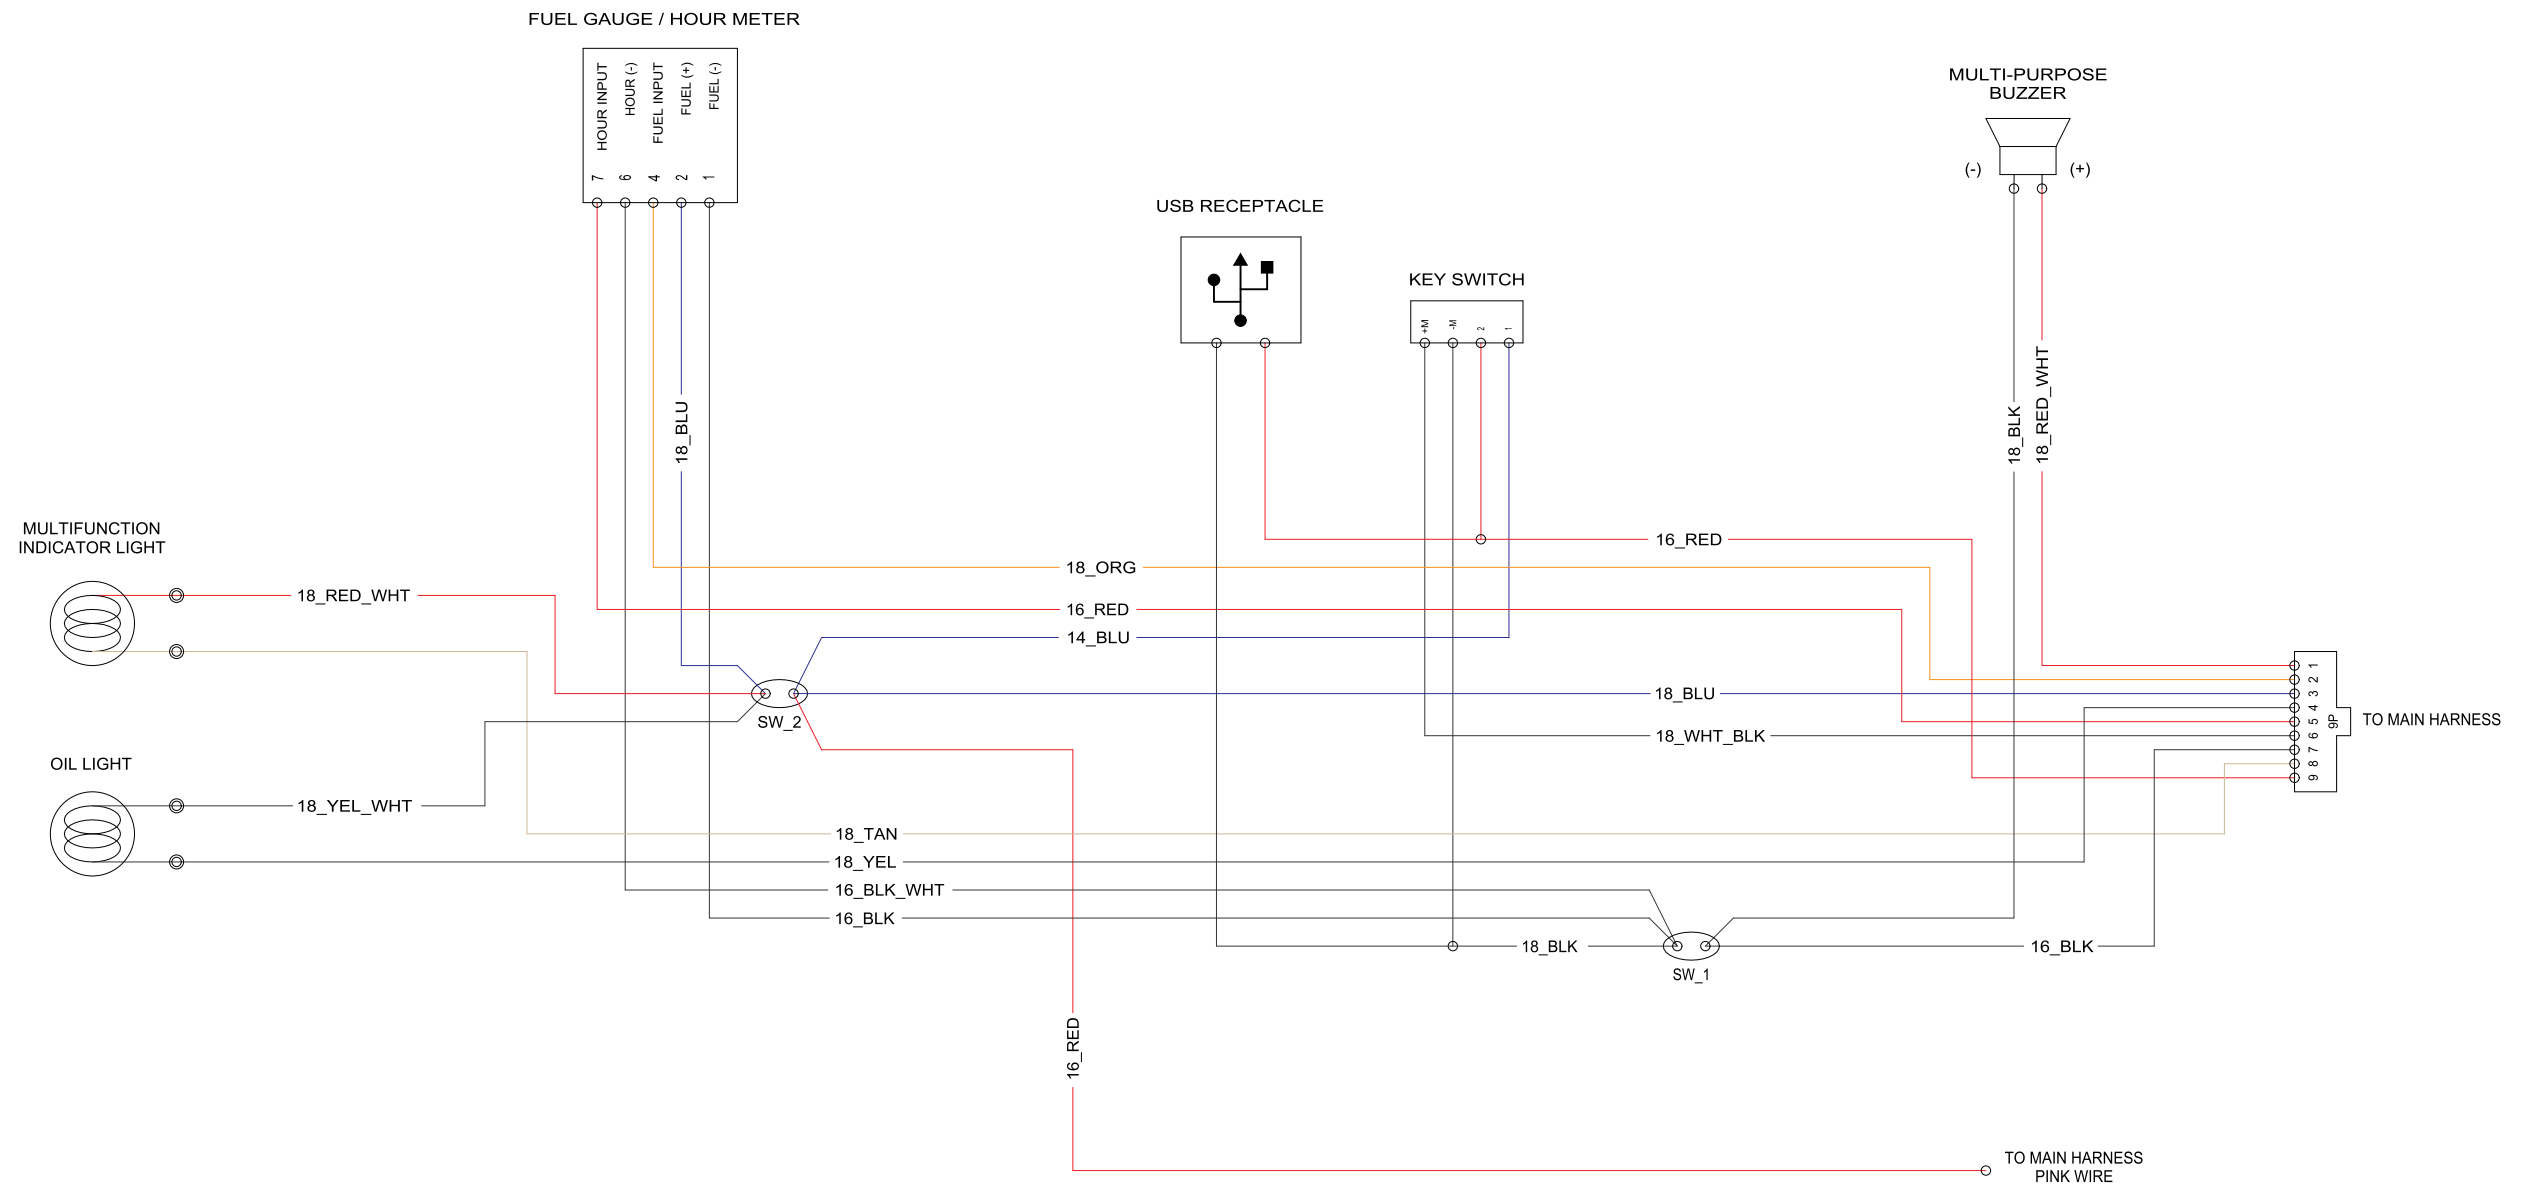 FUEL GAUGE / HOUR METER
HOUR INPUT
HOUR (-)
FUEL INPUT
FUEL (+)
FUEL (-)
7
6
4
2
1
MULTI-PURPOSE
BUZZER
(-)
(+)
USB RECEPTACLE
KEY SWITCH
+M
-M
2
1
18_BLU
18_BLK
18_RED_WHT
MULTIFUNCTION
INDICATOR LIGHT
16_RED
18_ORG
18_RED_WHT
16_RED
14_BLU
18_BLU
SW_2
18_WHT_BLK
1
2
3
4
5
6
7
8
9
9P
TO MAIN HARNESS
OIL LIGHT
18_YEL_WHT
18_TAN
18_YEL
16_BLK_WHT
16_BLK
18_BLK
16_BLK
SW_1
16_RED
TO MAIN HARNESS
PINK WIRE